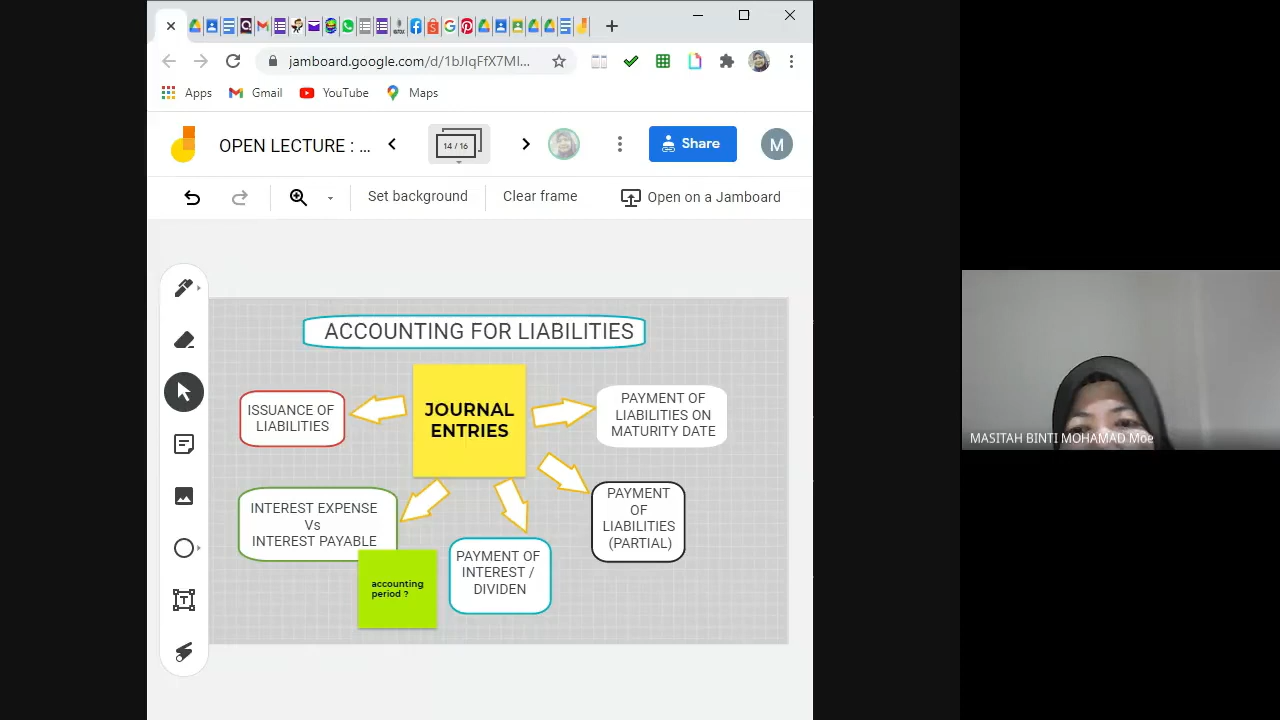 jamboard.google.com/d/1bJIqFfX7MI...
Apps
Gmail
YouTube
Maps
OPEN LECTURE : ...
14 / 16
Share
M
Set background
Clear frame
Open on a Jamboard
ACCOUNTING FOR LIABILITIES
ISSUANCE OF
LIABILITIES
JOURNAL
ENTRIES
PAYMENT OF
LIABILITIES ON
MATURITY DATE
INTEREST EXPENSE
Vs
INTEREST PAYABLE
accounting
period ?
PAYMENT OF
INTEREST /
DIVIDEN
PAYMENT
OF
LIABILITIES
(PARTIAL)
MASITAH BINTI MOHAMAD Moe